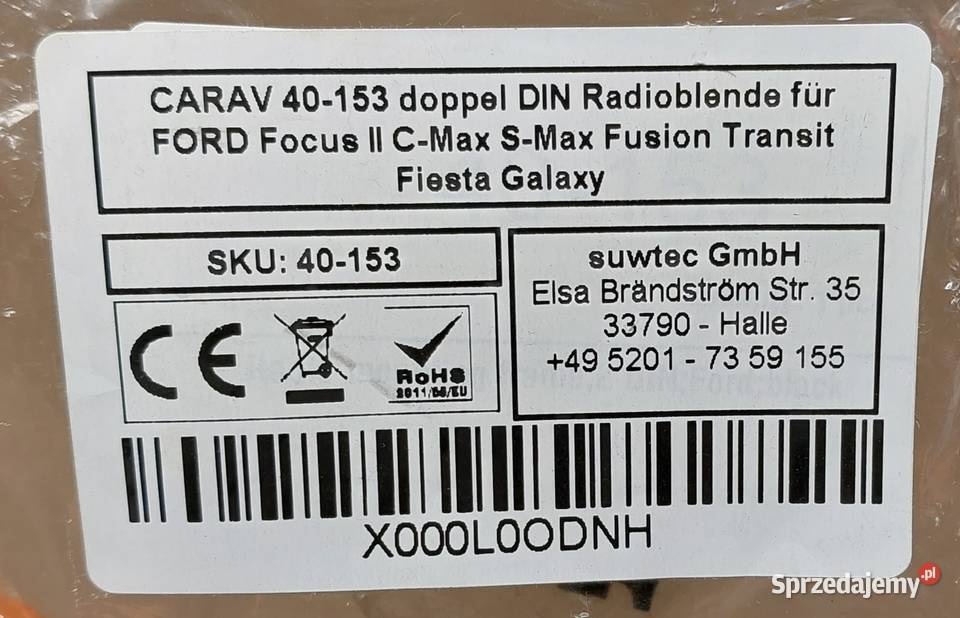 CARAV 40-153 doppel DIN Radioblende für
FORD Focus II C-Max S-Max Fusion Transit
Fiesta Galaxy
SKU: 40-153
suwtec GmbH
Elsa Brändström Str. 35
33790 - Halle
+49 5201 - 73 59 155
CE
RoHS
2011/65/EU
X000L0ODNH
Sprzedajemy.pl